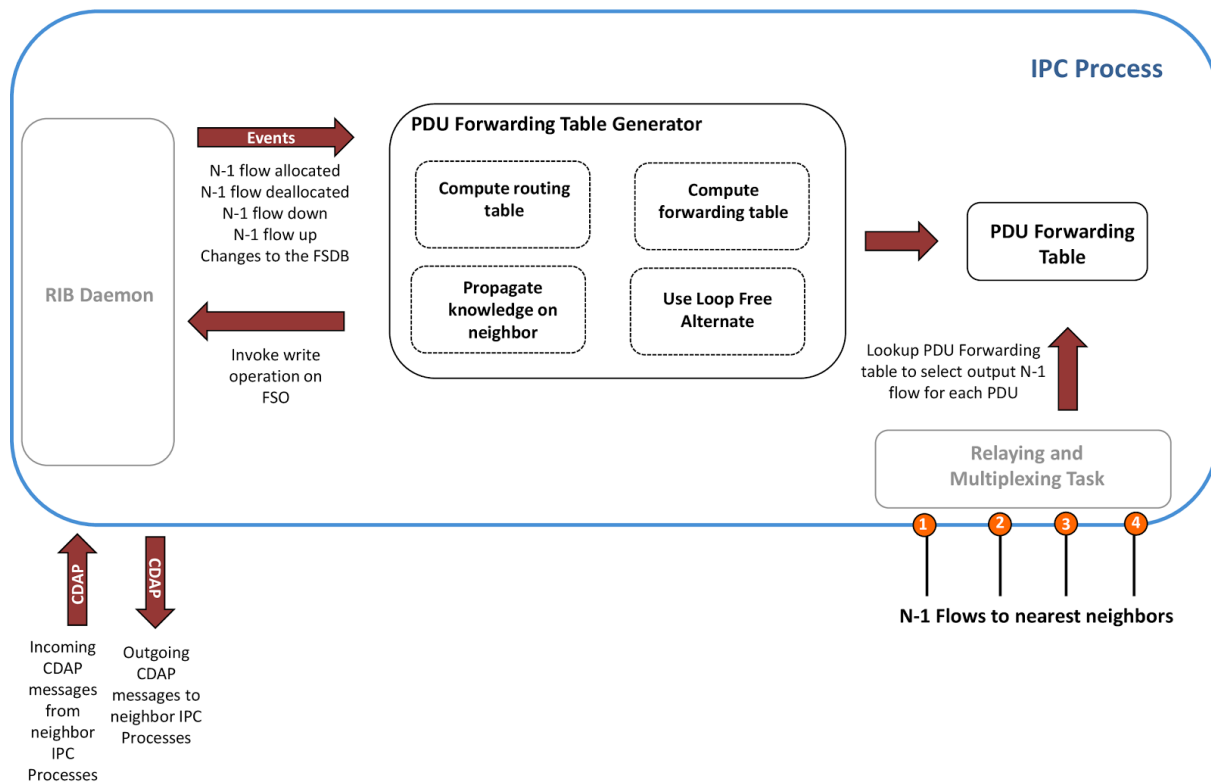 IPC Process
RIB Daemon
Events
N-1 flow allocated
N-1 flow deallocated
N-1 flow down
N-1 flow up
Changes to the FSDB
Invoke write
operation on
FSO
PDU Forwarding Table Generator
Compute routing
table
Compute
forwarding table
Propagate
knowledge on
neighbor
Use Loop Free
Alternate
PDU Forwarding
Table
Lookup PDU Forwarding
table to select output N-1
flow for each PDU
Relaying and
Multiplexing Task
1
2
3
4
N-1 Flows to nearest neighbors
CDAP
CDAP
Incoming
CDAP
messages
from
neighbor
IPC
Processes
Outgoing
CDAP
messages to
neighbor IPC
Processes